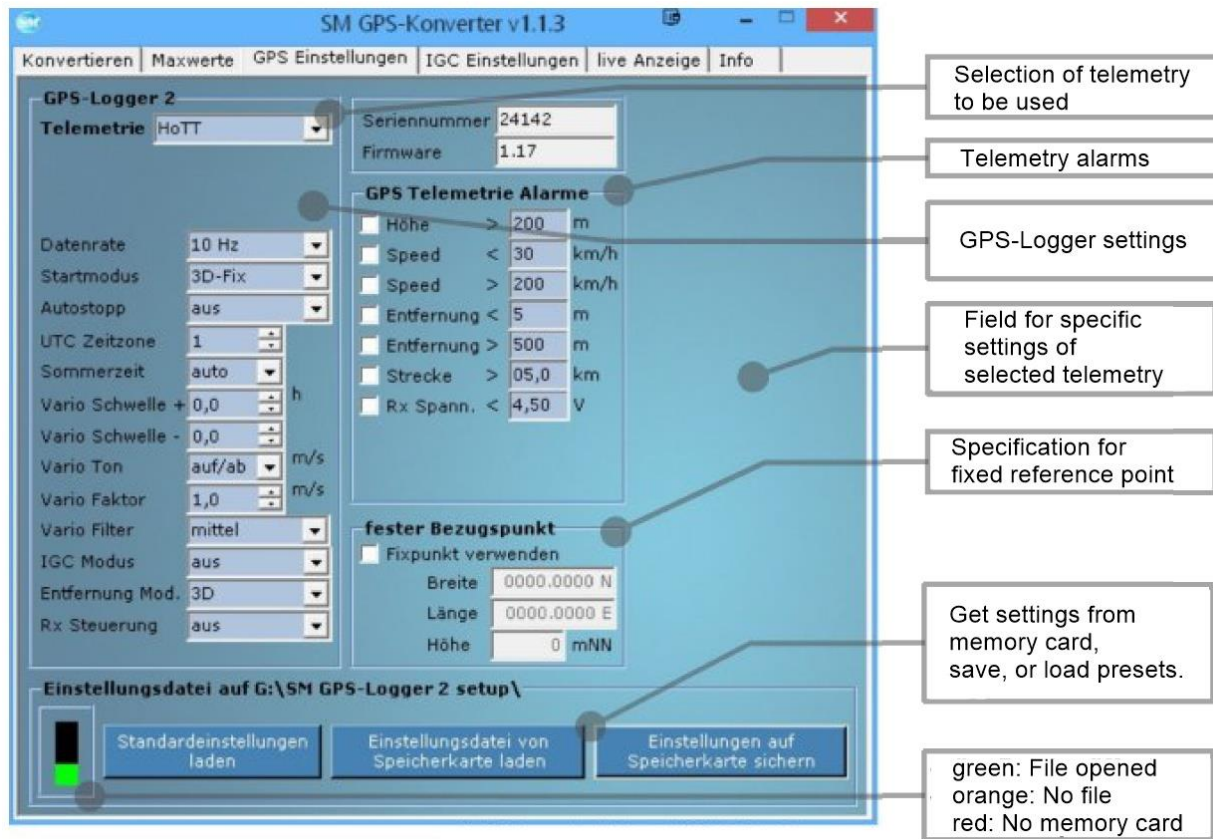 SM GPS-Konverter v1.1.3
Konvertieren Maxwerte GPS Einstellungen IGC Einstellungen live Anzeige Info
GPS-Logger 2
Telemetrie HoTT
Datenrate 10 Hz
Startmodus 3D-Fix
Autostopp aus
UTC Zeitzone 1
Sommerzeit auto
h
Vario Schwelle + 0,0
Vario Schwelle - 0,0
m/s
Vario Ton auf/ab
m/s
Vario Faktor 1,0
Vario Filter mittel
IGC Modus aus
Entfernung Mod. 3D
Rx Steuerung aus
Seriennummer 24142
Firmware 1.17
GPS Telemetrie Alarme
Höhe > 200 m
Speed < 30 km/h
Speed > 200 km/h
Entfernung < 5 m
Entfernung > 500 m
Strecke > 05,0 km
Rx Spann. < 4,50 V
fester Bezugspunkt
Fixpunkt verwenden
Breite 0000.0000 N
Länge 0000.0000 E
Höhe 0 mNN
Einstellungsdatei auf G:\SM GPS-Logger 2 setup\
Standardeinstellungen
laden
Einstellungsdatei von
Speicherkarte laden
Einstellungen auf
Speicherkarte sichern
Selection of telemetry
to be used
Telemetry alarms
GPS-Logger settings
Field for specific
settings of
selected telemetry
Specification for
fixed reference point
Get settings from
memory card,
save, or load presets.
green: File opened
orange: No file
red: No memory card